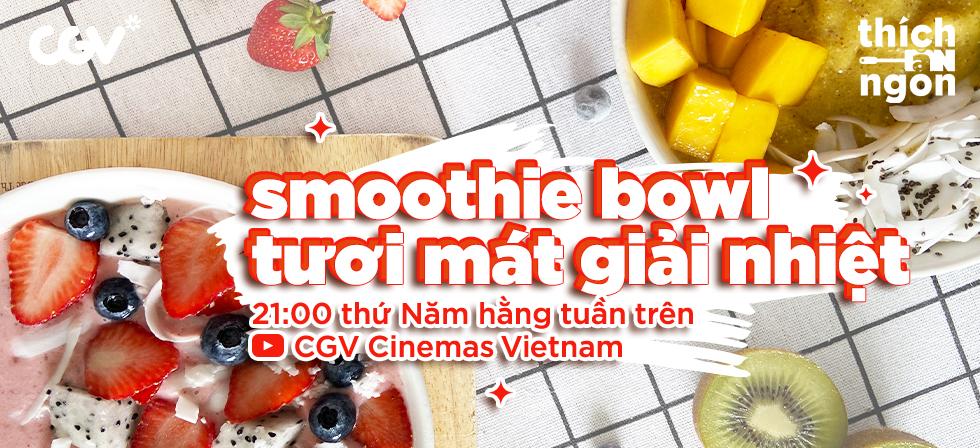 CGV*
thích
ăN
ngon
smoothie bowl
tươi mát giải nhiệt
21:00 thứ Năm hằng tuần trên
CGV Cinemas Vietnam